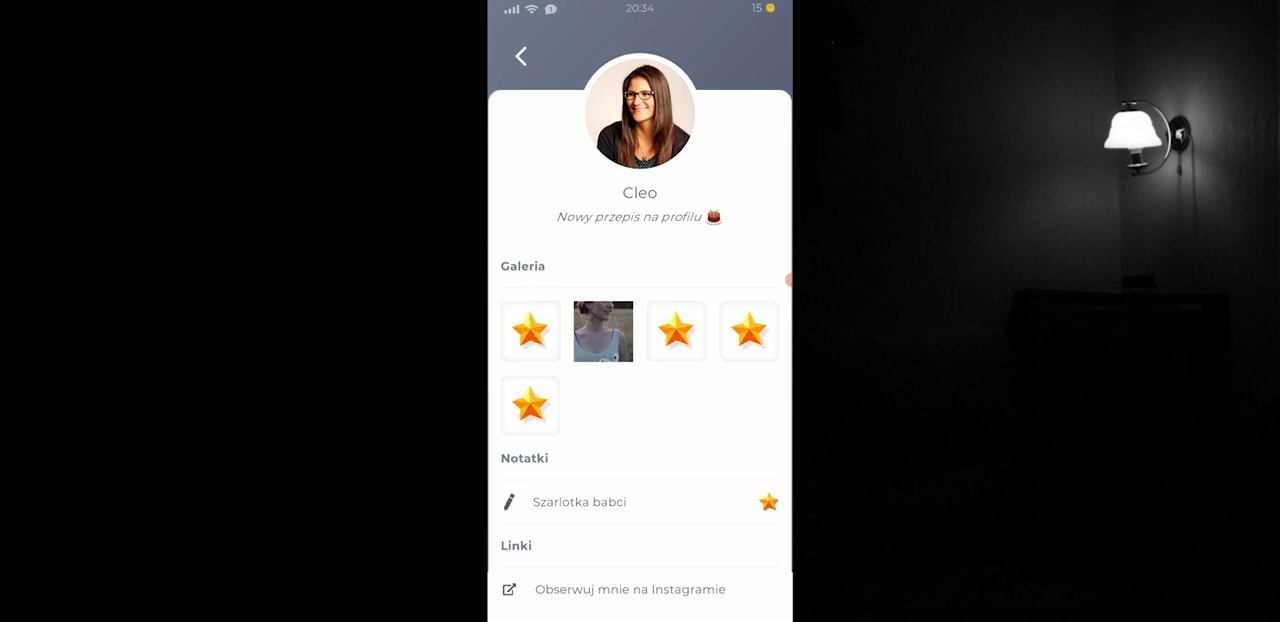 20:34
15
Cleo
Nowy przepis na profilu
Galeria
Notatki
Szarlotka babci
Linki
Obserwuj mnie na Instagramie